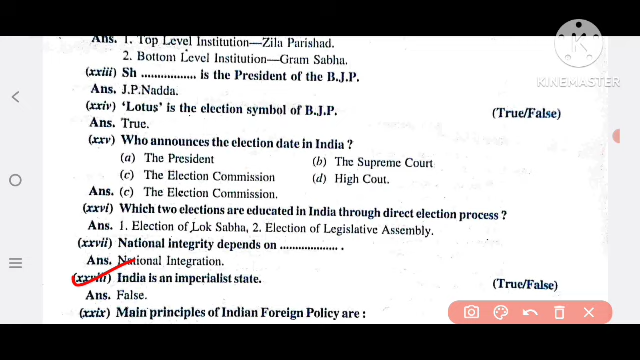 Ans. 1. Top Level Institution—Zila Parishad.
2. Bottom Level Institution—Gram Sabha.
(xxiii) Sh ................. is the President of the B.J.P.
Ans. J.P.Nadda.
(xxiv) ‘Lotus’ is the election symbol of B.J.P. (True/False)
Ans. True.
(xxv) Who announces the election date in India ?
(a) The President (b) The Supreme Court
(c) The Election Commission (d) High Cout.
Ans. (c) The Election Commission.
(xxvi) Which two elections are educated in India through direct election process ?
Ans. 1. Election of Lok Sabha, 2. Election of Legislative Assembly.
(xxvii) National integrity depends on ................... .
Ans. National Integration.
(xxviii) India is an imperialist state. (True/False)
Ans. False.
(xxix) Main principles of Indian Foreign Policy are :
KINEMASTER